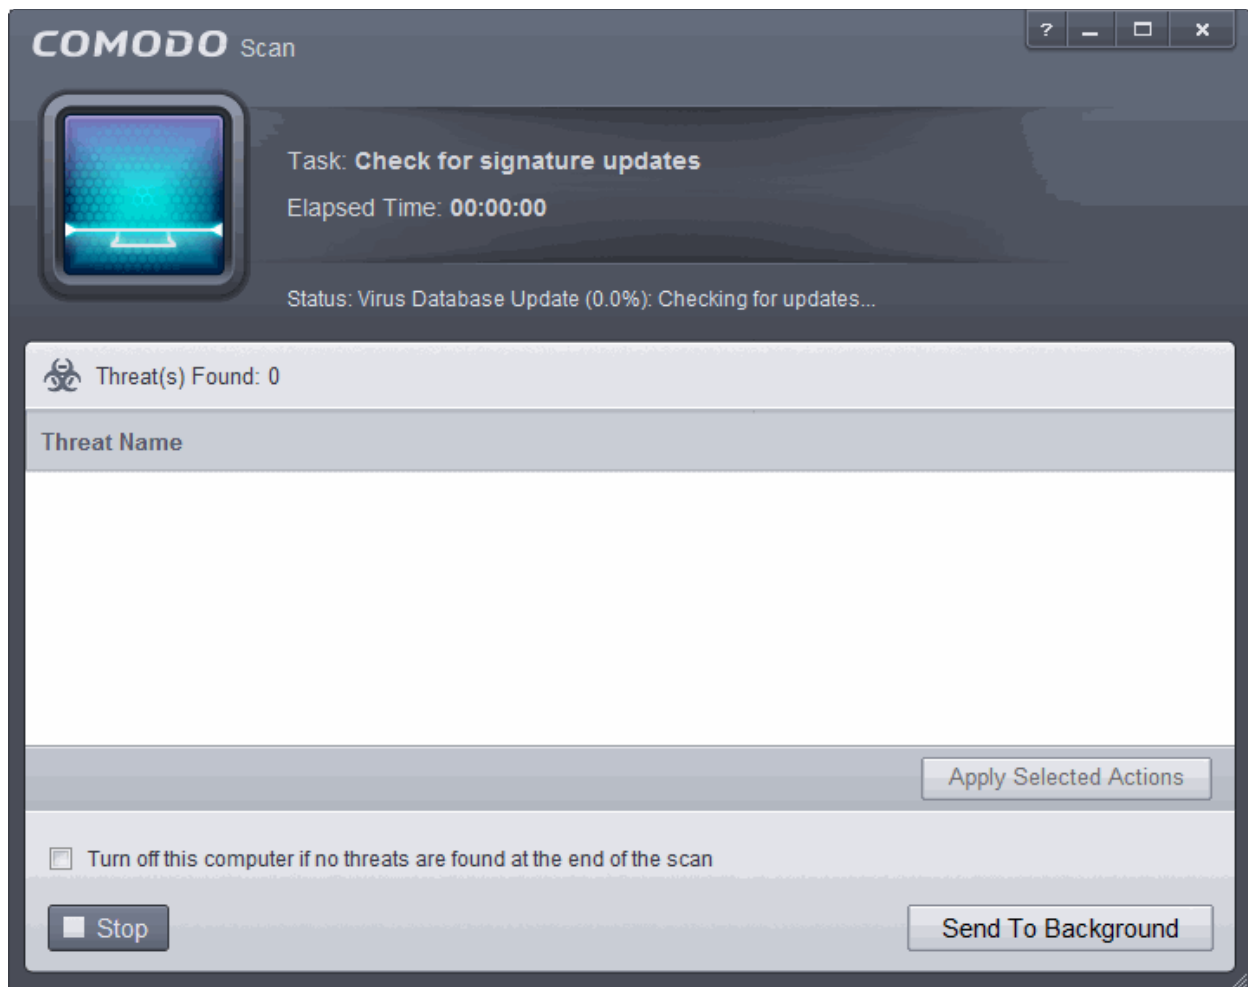 COMODO Scan
?
Task: Check for signature updates
Elapsed Time: 00:00:00
Status: Virus Database Update (0.0%): Checking for updates...
Threat(s) Found: 0
Threat Name
Apply Selected Actions
Turn off this computer if no threats are found at the end of the scan
Stop
Send To Background